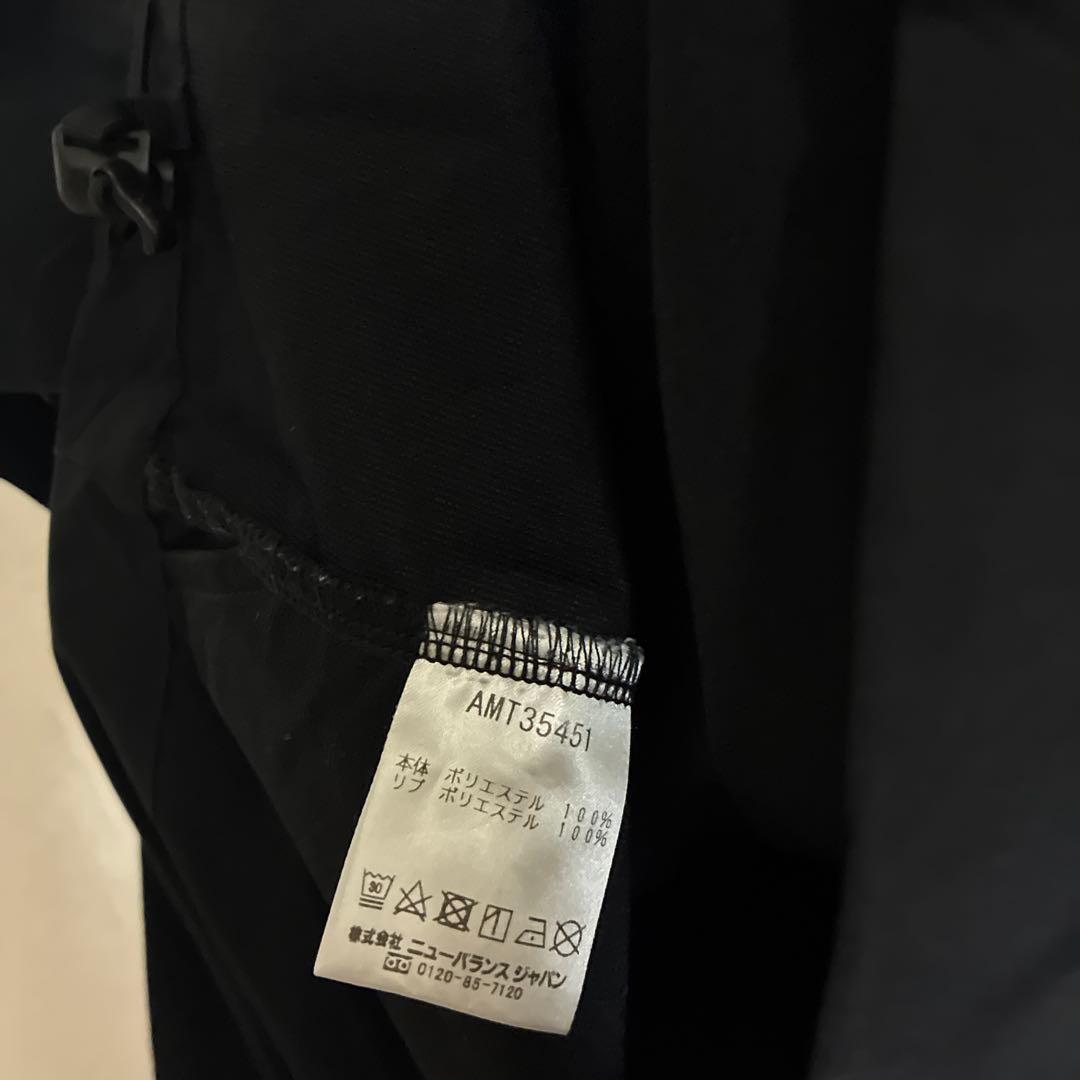 AMT35451
本体 ポリエステル 100%
リブ ポリエステル 100%
30
株式会社 ニューバランス ジャパン
0120-85-7120